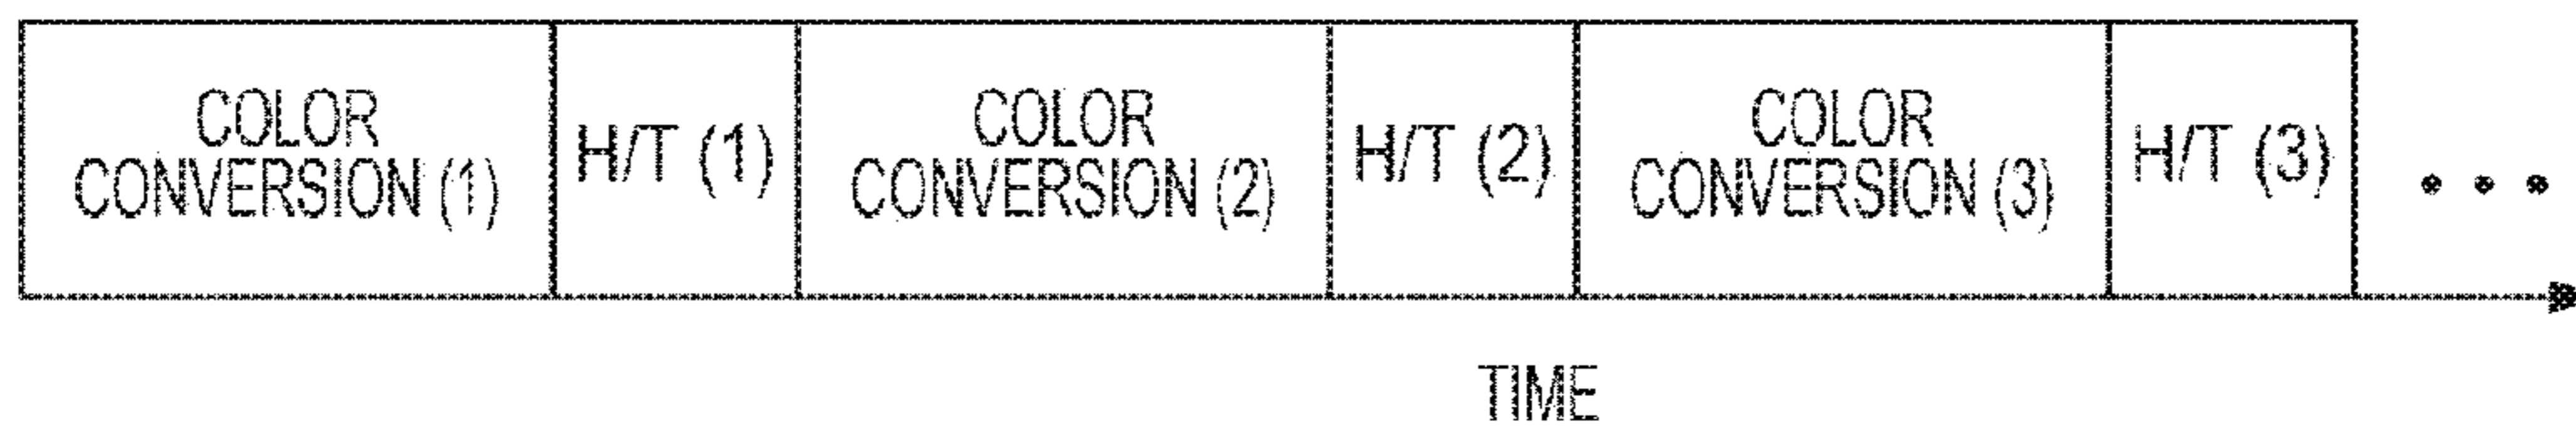 COLOR
CONVERSION (1)
H/T (1)
COLOR
CONVERSION (2)
H/T (2)
COLOR
CONVERSION (3)
H/T (3)
• • •
TIME